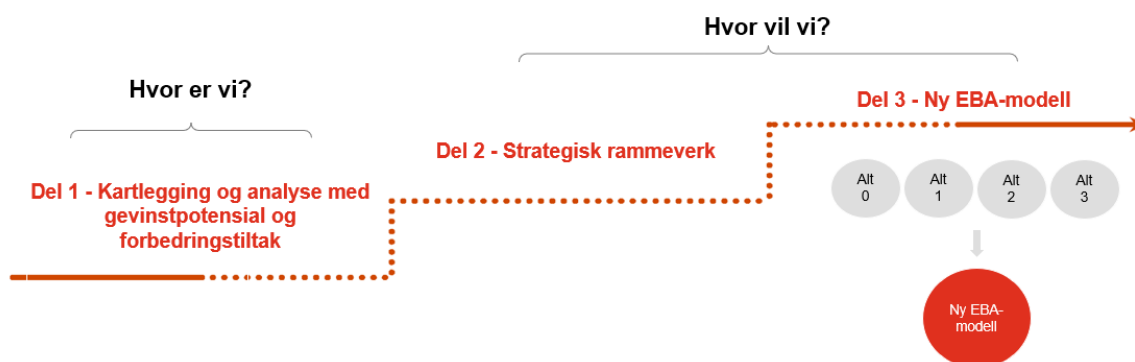 Hvor er vi?
Del 1 - Kartlegging og analyse med
gevinstpotensial og
forbedringstiltak
Hvor vil vi?
Del 2 - Strategisk rammeverk
Del 3 - Ny EBA-modell
Alt
0
Alt
1
Alt
2
Alt
3
Ny EBA-
modell